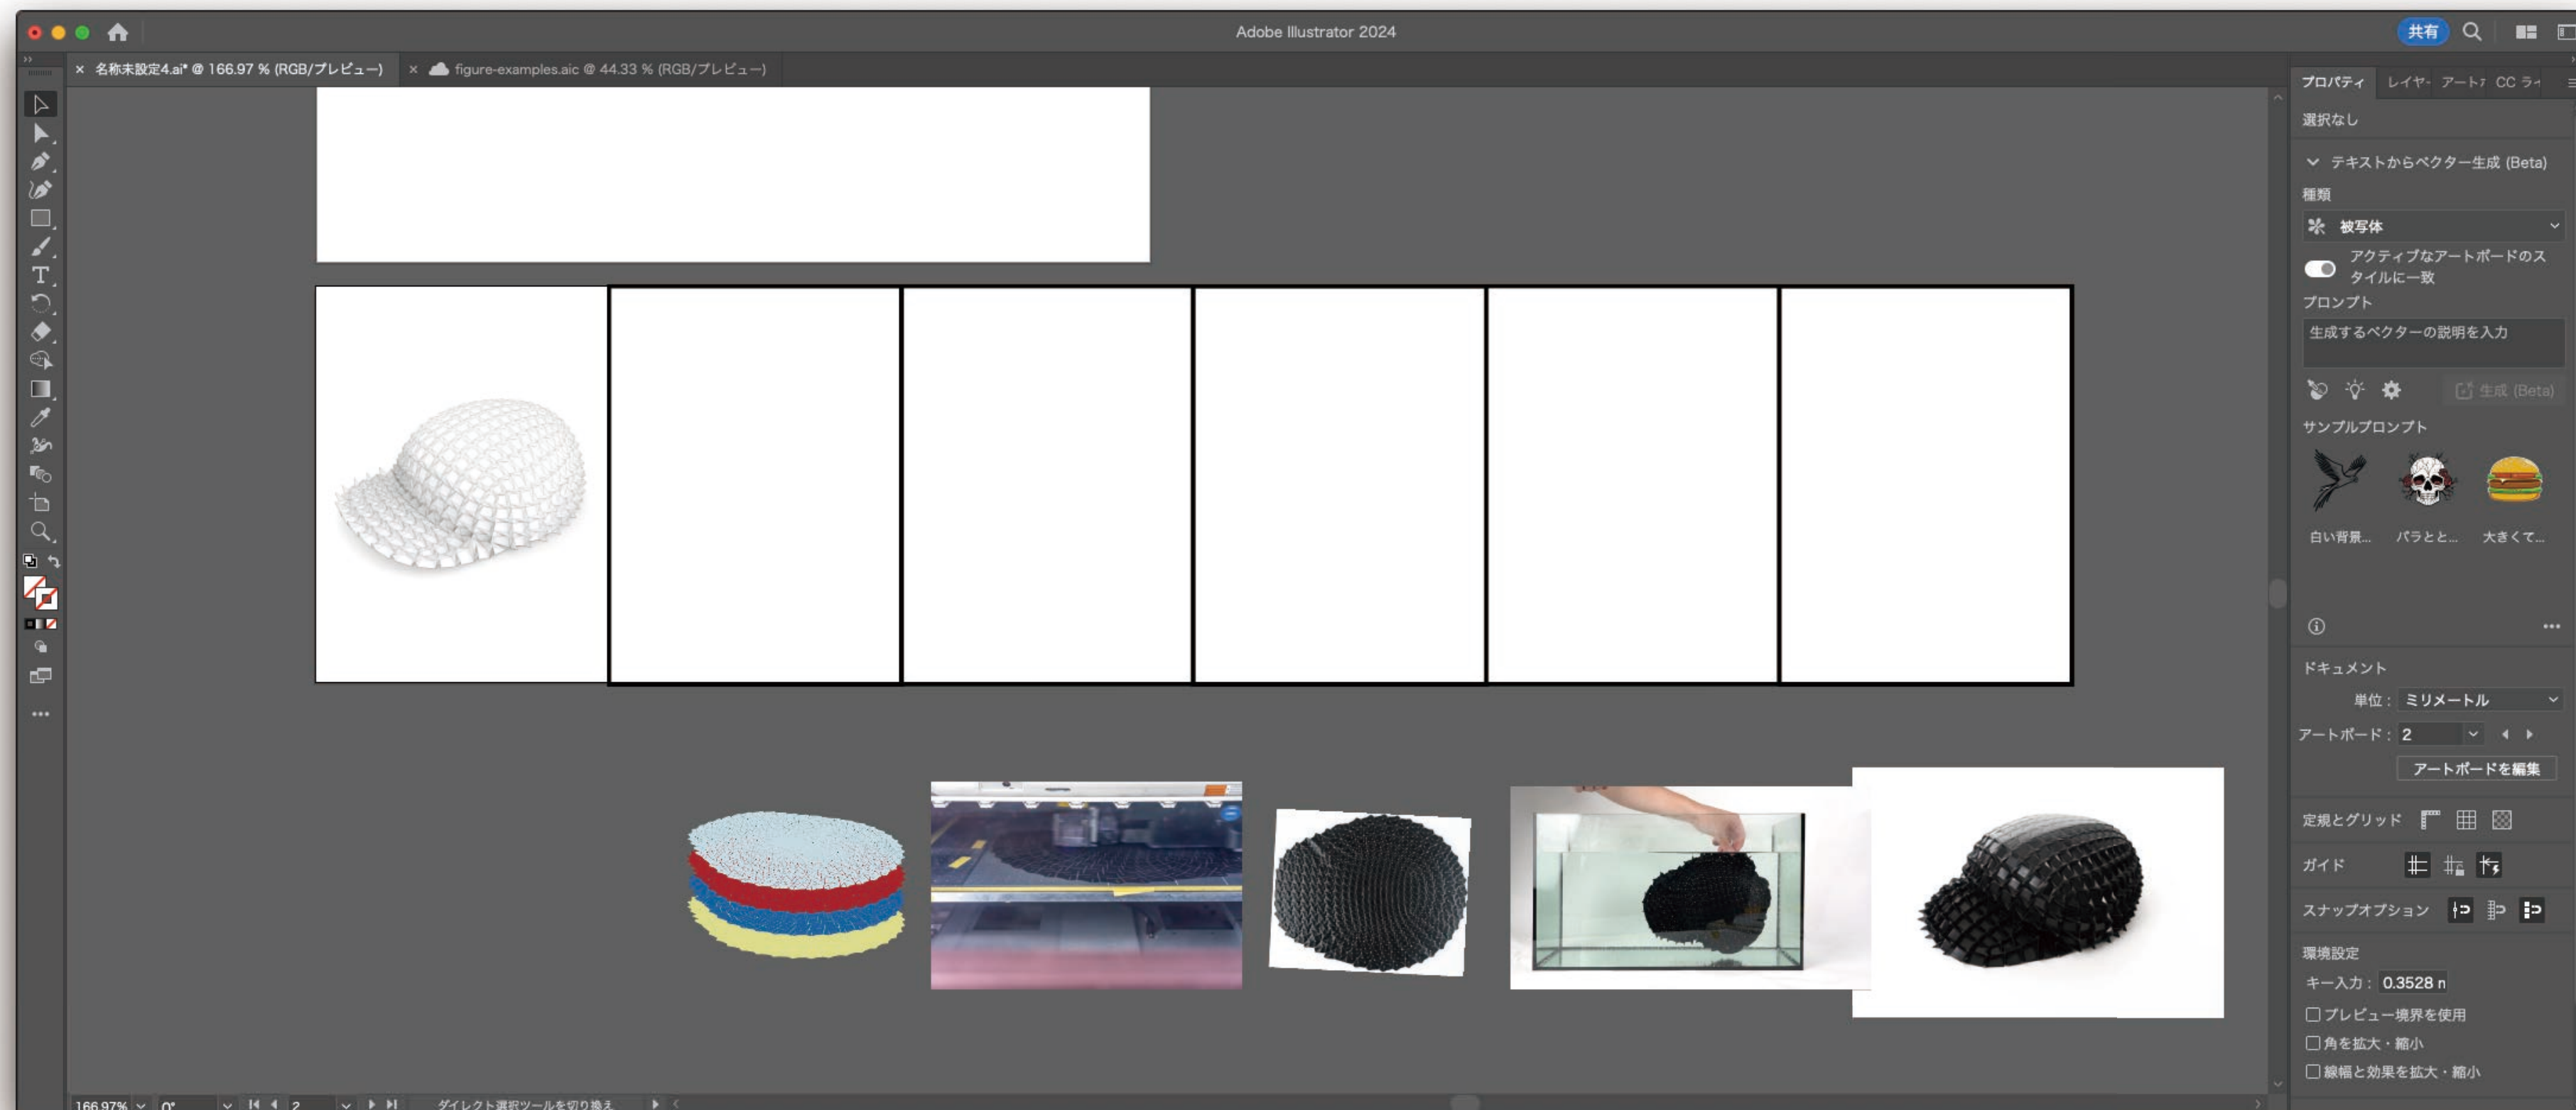 Adobe Illustrator 2024
共有
× 名称未設定4.ai* @ 166.97 % (RGB/プレビュー)
× figure-examples.aic @ 44.33 % (RGB/プレビュー)
プロパティ
レイヤー
CC ライ
選択なし
テキストからベクター生成 (Beta)
種類
被写体
アクティブなアートボードのス
タイルに一致
プロンプト
生成するベクターの説明を入力
生成 (Beta)
サンプルプロンプト
白い背景... バラとと... 大きくて...
ドキュメント
単位 : ミリメートル
アートボード : 2
アートボードを編集
定規とグリッド
ガイド
スナップオプション
環境設定
キー入力 : 0.3528 n
プレビュー境界を使用
角を拡大・縮小
線幅と効果を拡大・縮小
166.97% 0° 2 ダイレクト選択ツールを切り換え